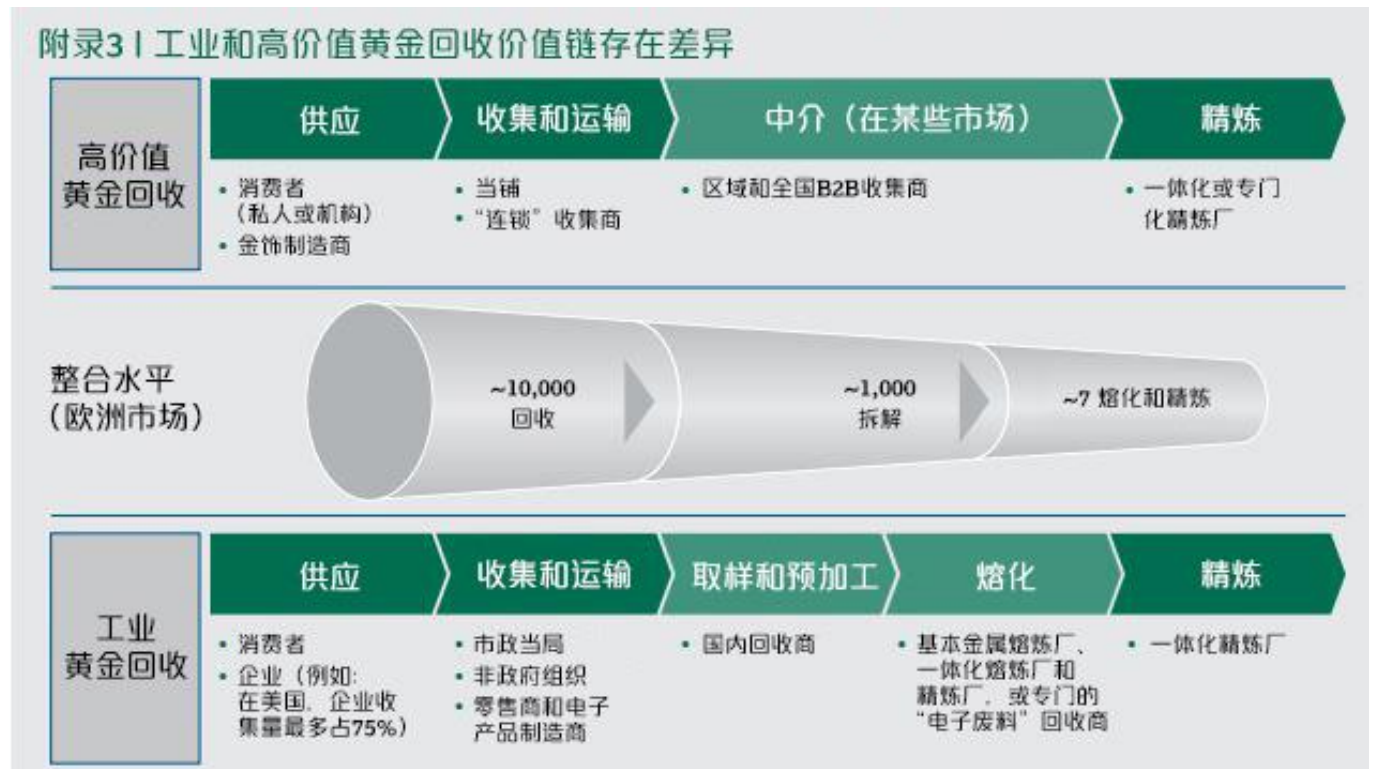 附录3 | 工业和高价值黄金回收价值链存在差异
高价值
黄金回收
供应
收集和运输
中介（在某些市场）
精炼
• 消费者
（私人或机构）
• 金饰制造商
• 当铺
• “连锁”收集商
• 区域和全国B2B收集商
• 一体化或专门
化精炼厂
整合水平
（欧洲市场）
~10,000
回收
~1,000
拆解
~7 熔化和精炼
工业
黄金回收
供应
收集和运输
取样和预加工
熔化
精炼
• 消费者
• 企业（例如:
在美国，企业收
集量最多占75%）
• 市政当局
• 非政府组织
• 零售商和电子
产品制造商
• 国内回收商
• 基本金属熔炼厂、
一体化熔炼厂和
精炼厂，或专门的
“电子废料”回收商
• 一体化精炼厂